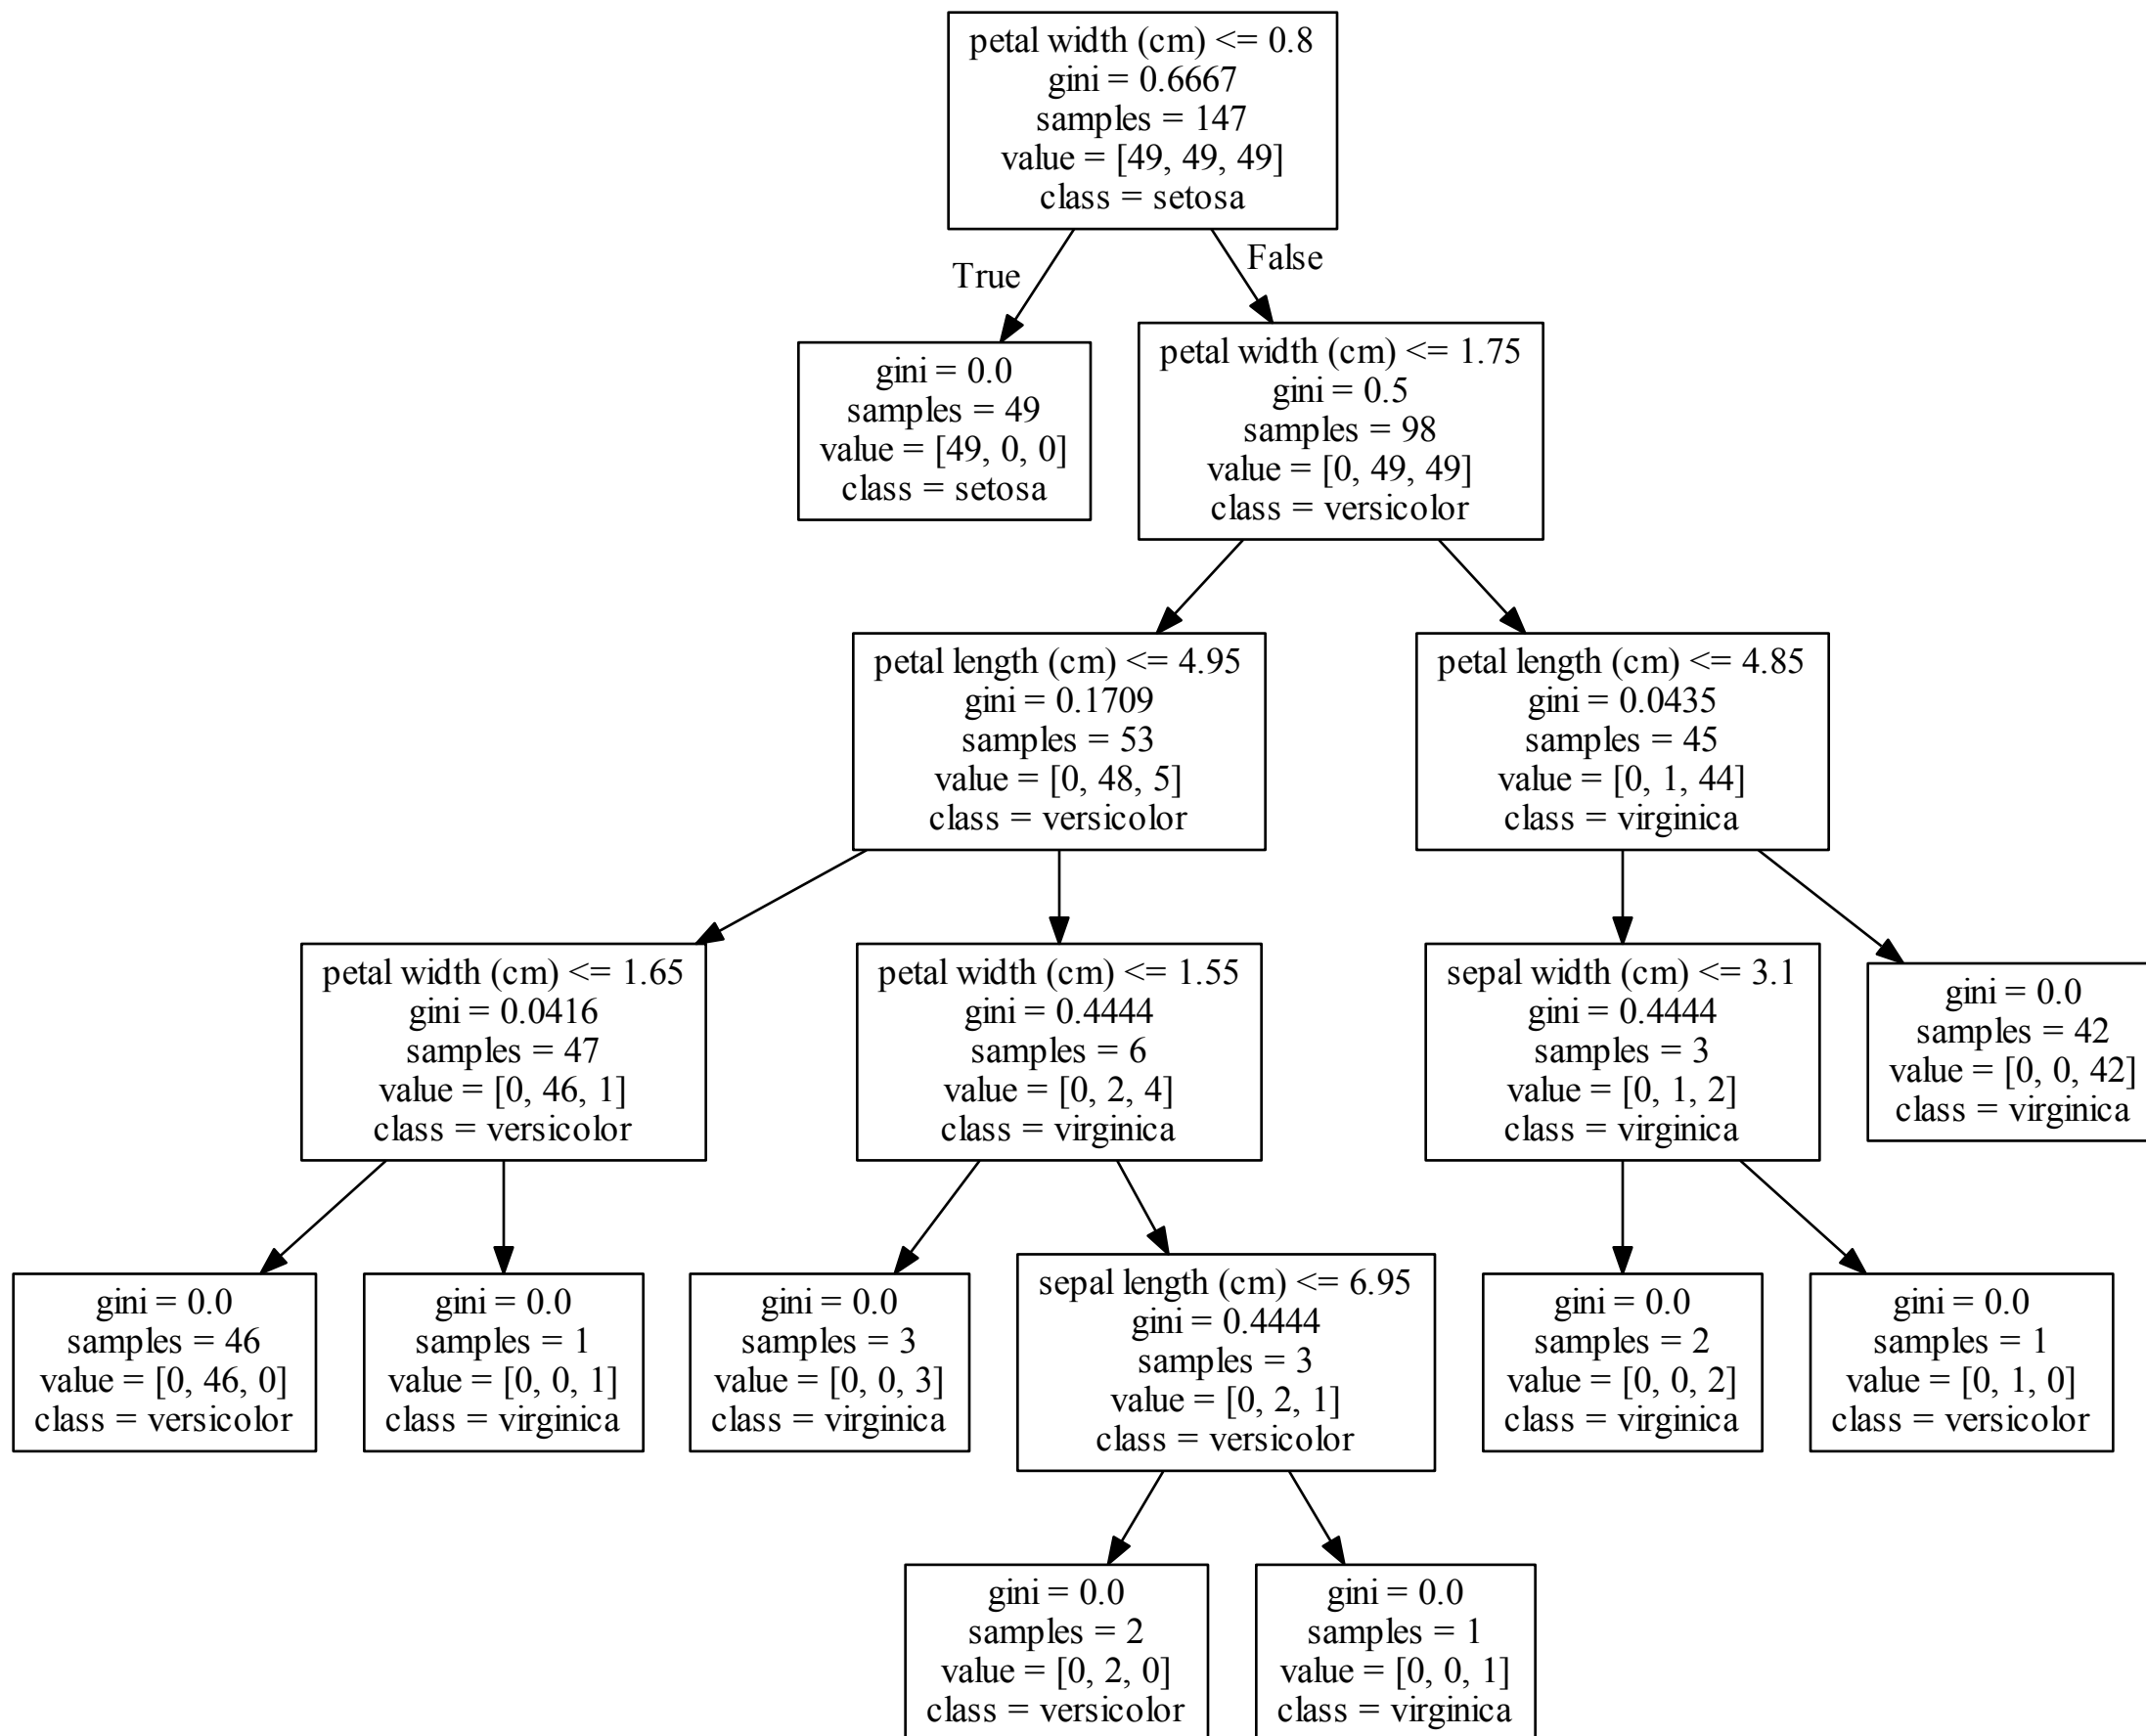 petal width (cm) <= 0.8
gini = 0.6667
samples = 147
value = [49, 49, 49]
class = setosa
True
False
gini = 0.0
samples = 49
value = [49, 0, 0]
class = setosa
petal width (cm) <= 1.75
gini = 0.5
samples = 98
value = [0, 49, 49]
class = versicolor
petal length (cm) <= 4.95
gini = 0.1709
samples = 53
value = [0, 48, 5]
class = versicolor
petal length (cm) <= 4.85
gini = 0.0435
samples = 45
value = [0, 1, 44]
class = virginica
petal width (cm) <= 1.65
gini = 0.0416
samples = 47
value = [0, 46, 1]
class = versicolor
petal width (cm) <= 1.55
gini = 0.4444
samples = 6
value = [0, 2, 4]
class = virginica
sepal width (cm) <= 3.1
gini = 0.4444
samples = 3
value = [0, 1, 2]
class = virginica
gini = 0.0
samples = 42
value = [0, 0, 42]
class = virginica
gini = 0.0
samples = 46
value = [0, 46, 0]
class = versicolor
gini = 0.0
samples = 1
value = [0, 0, 1]
class = virginica
gini = 0.0
samples = 3
value = [0, 0, 3]
class = virginica
sepal length (cm) <= 6.95
gini = 0.4444
samples = 3
value = [0, 2, 1]
class = versicolor
gini = 0.0
samples = 2
value = [0, 0, 2]
class = virginica
gini = 0.0
samples = 1
value = [0, 1, 0]
class = versicolor
gini = 0.0
samples = 2
value = [0, 2, 0]
class = versicolor
gini = 0.0
samples = 1
value = [0, 0, 1]
class = virginica